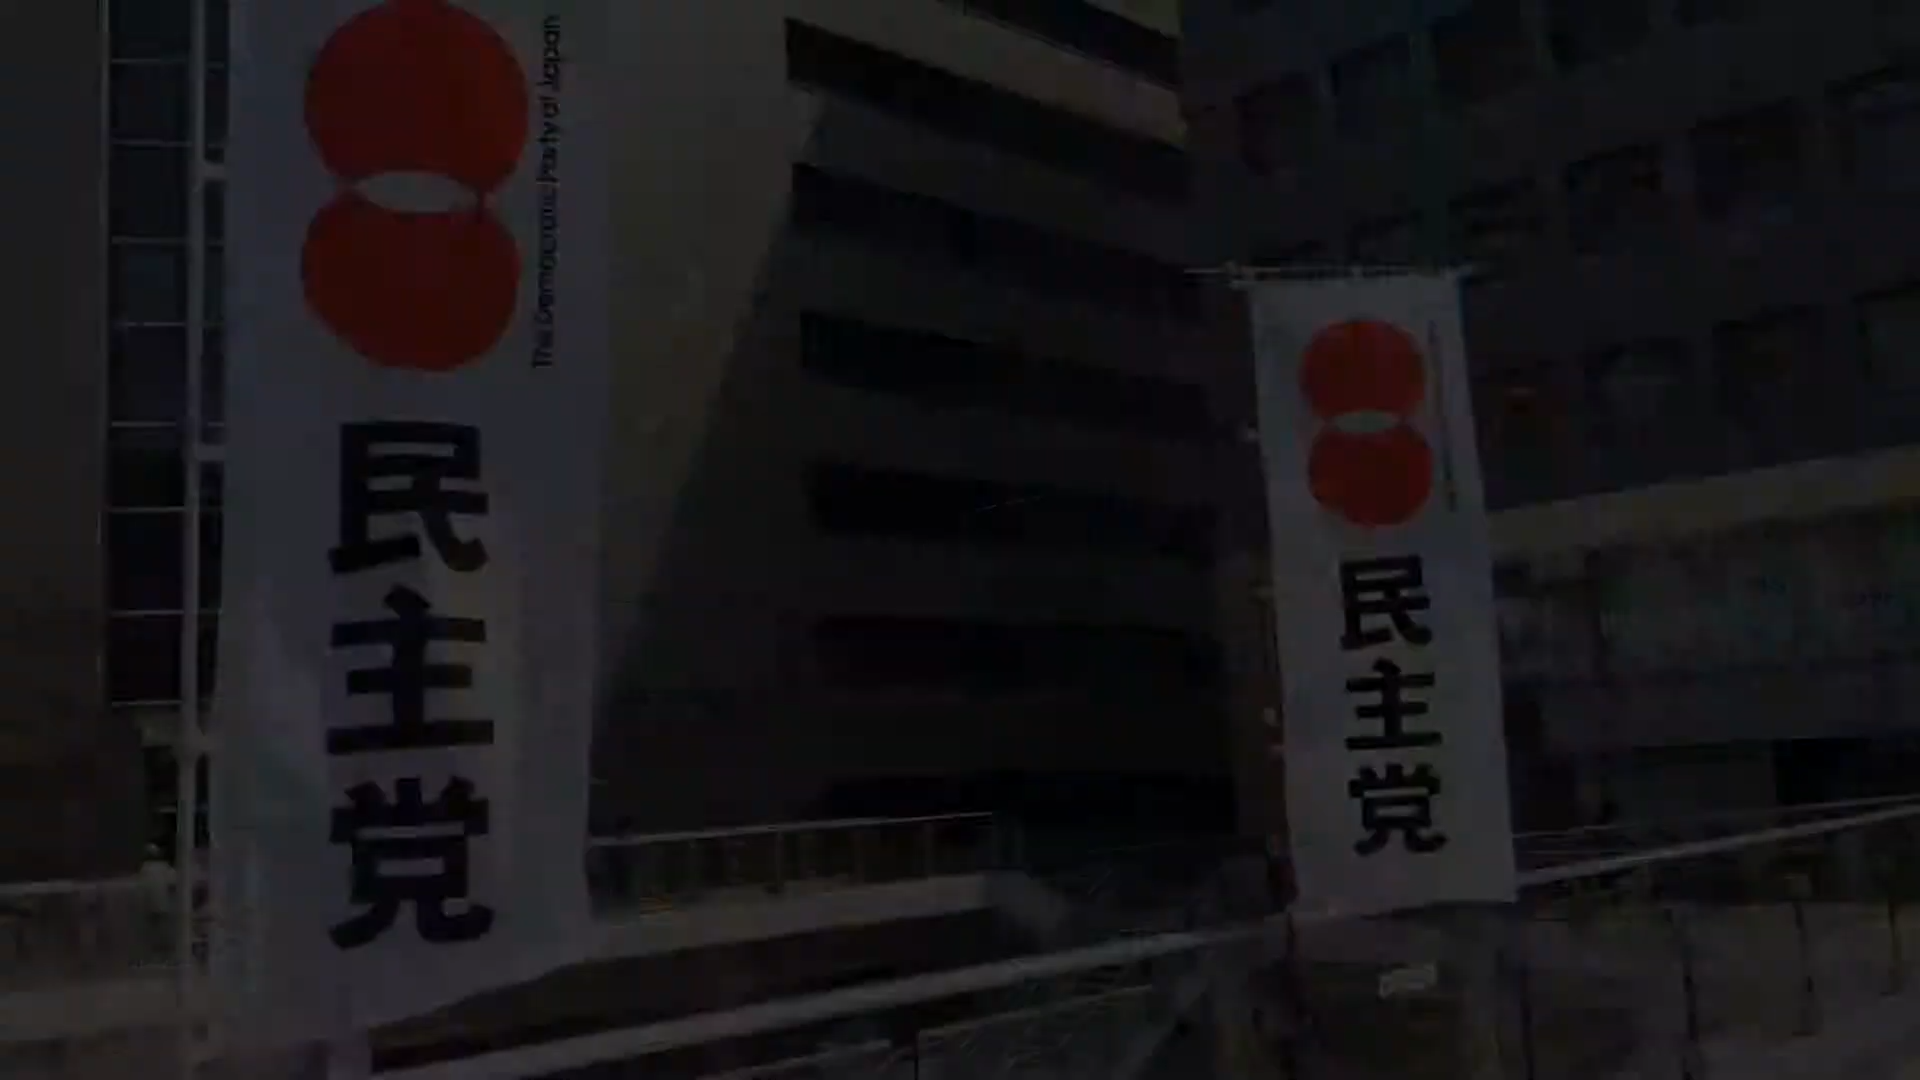 The Democratic Party of Japan
民主党
民主党